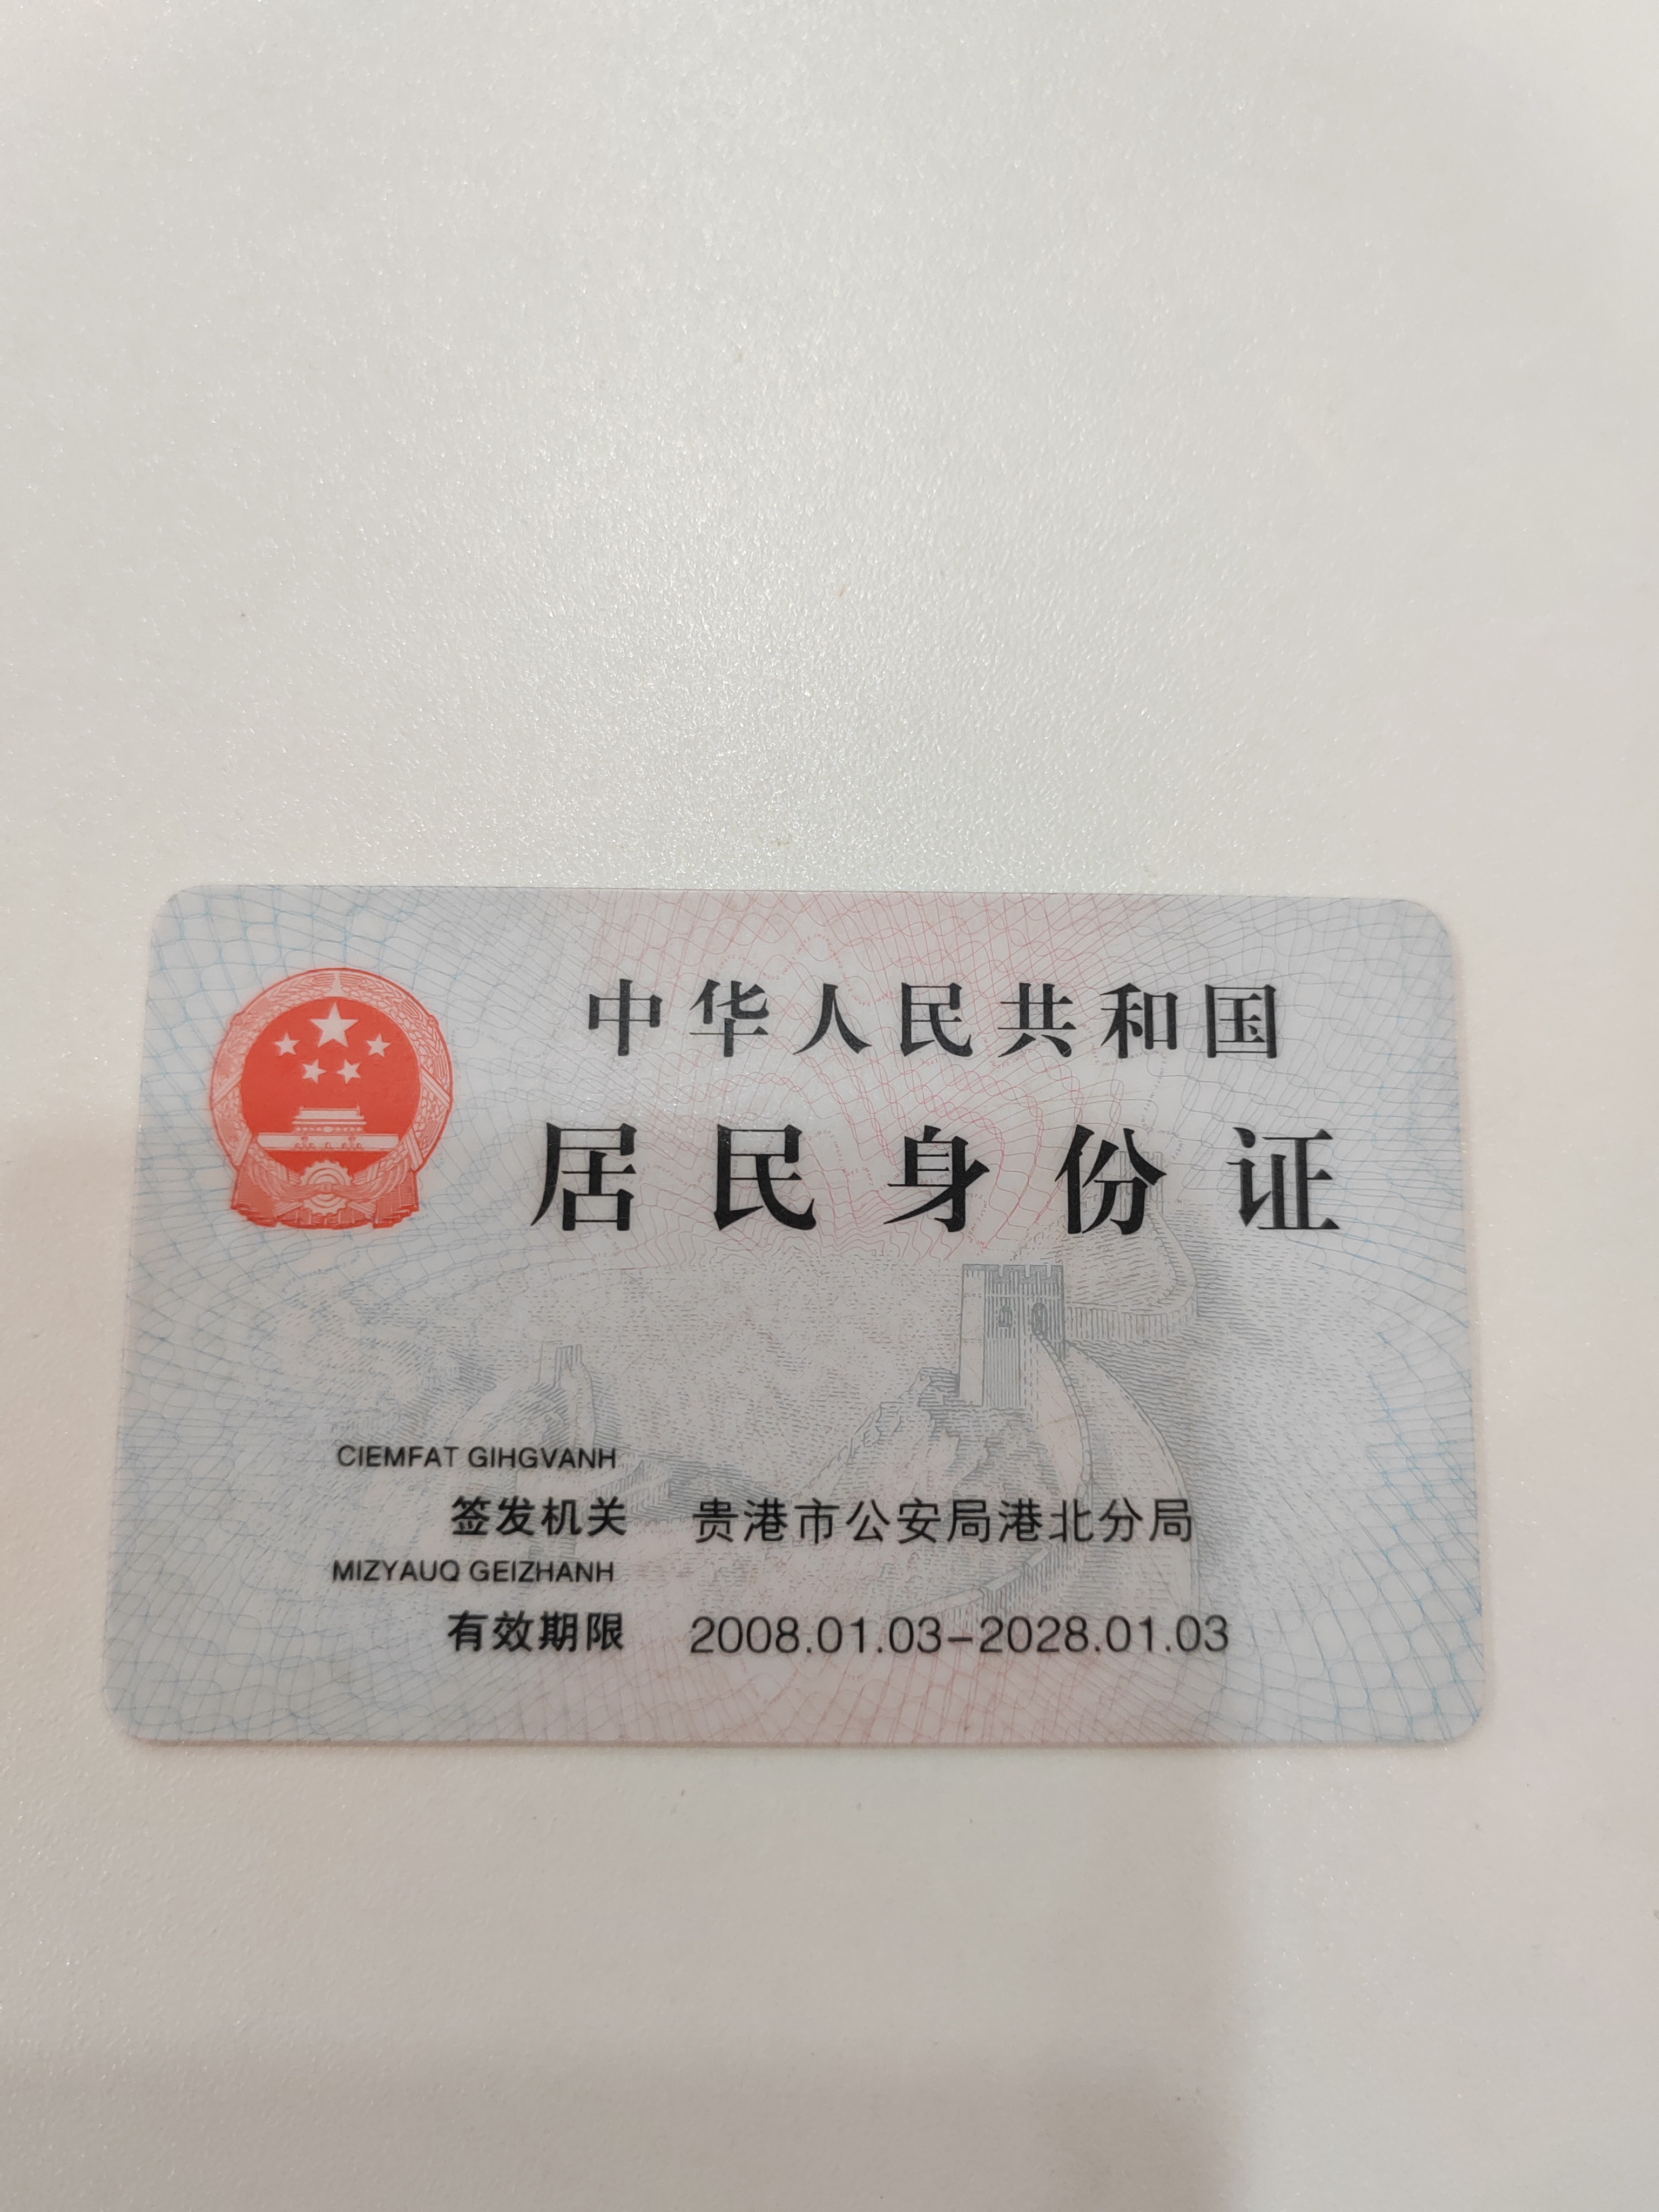 中华人民共和国
居民身份证
CIEMFAT GIHGVANH
签发机关 贵港市公安局港北分局
MIZYAUQ GEIZHANH
有效期限 2008.01.03-2028.01.03